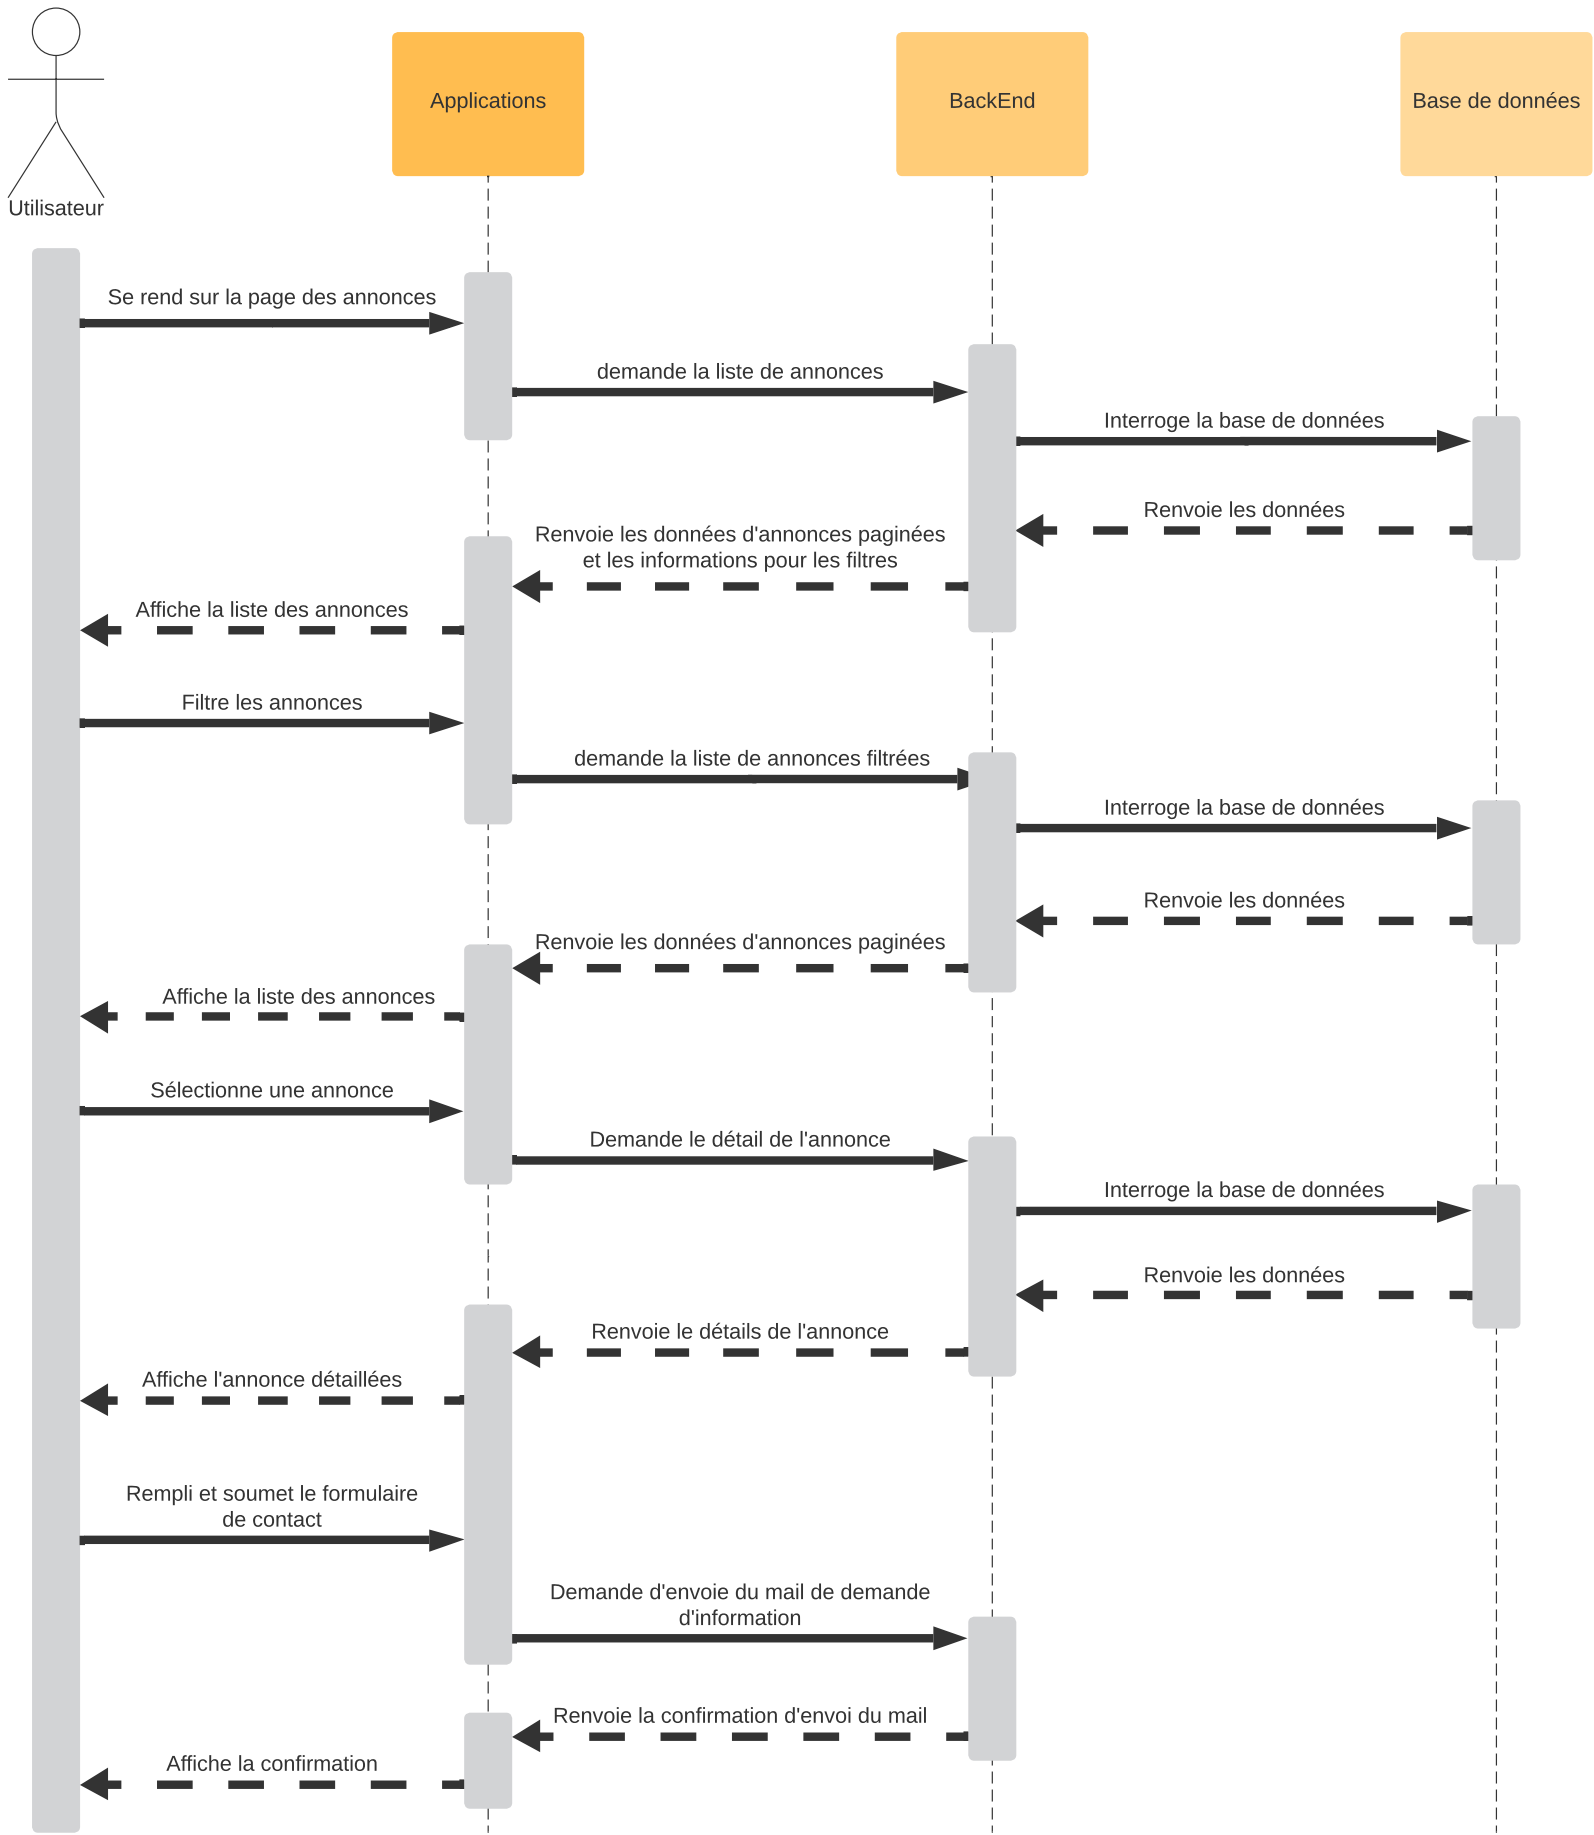 Utilisateur
Applications
BackEnd
Base de données
Se rend sur la page des annonces
demande la liste de annonces
Interroge la base de données
Renvoie les données
Renvoie les données d'annonces paginées
et les informations pour les filtres
Affiche la liste des annonces
Filtre les annonces
demande la liste de annonces filtrées
Interroge la base de données
Renvoie les données
Renvoie les données d'annonces paginées
Affiche la liste des annonces
Sélectionne une annonce
Demande le détail de l'annonce
Interroge la base de données
Renvoie les données
Renvoie le détails de l'annonce
Affiche l'annonce détaillées
Rempli et soumet le formulaire
de contact
Demande d'envoie du mail de demande
d'information
Renvoie la confirmation d'envoi du mail
Affiche la confirmation